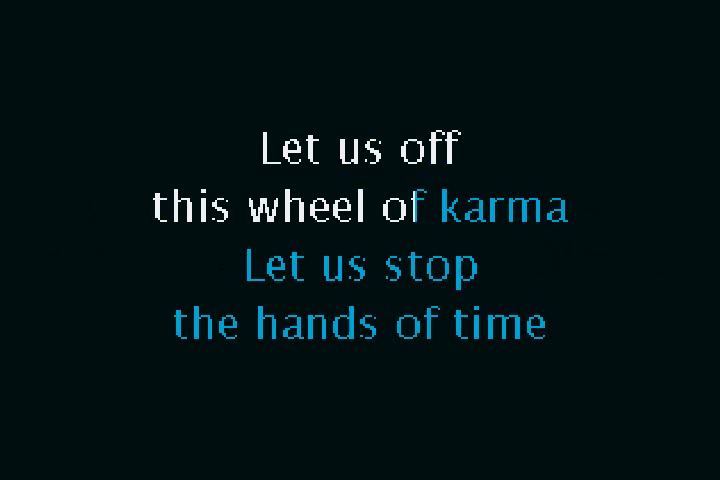 Let us off
this wheel of karma
Let us stop
the hands of time